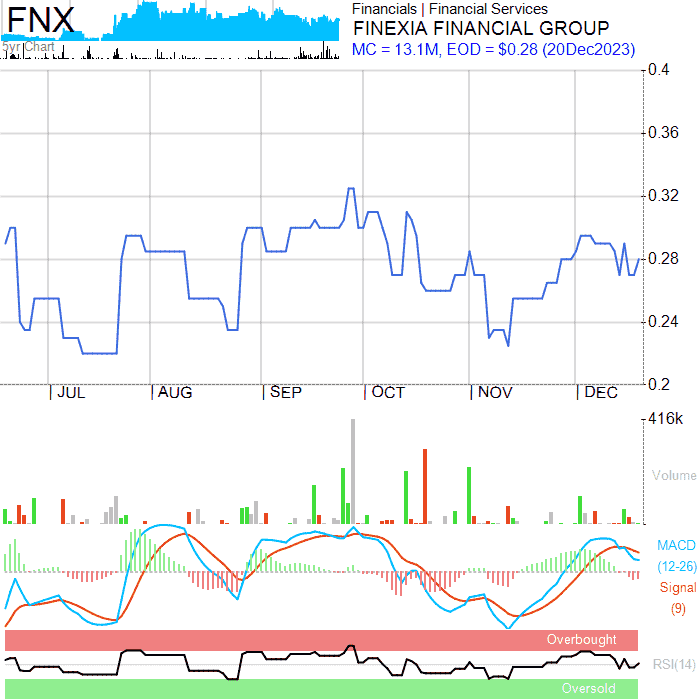 FNX
5yr Chart
Financials | Financial Services
FINEXIA FINANCIAL GROUP
MC = 13.1M, EOD = $0.28 (20Dec2023)
0.4
0.36
0.32
0.28
0.24
0.2
JUL
AUG
SEP
OCT
NOV
DEC
416k
Volume
MACD
(12-26)
Signal
(9)
Overbought
RSI(14)
Oversold